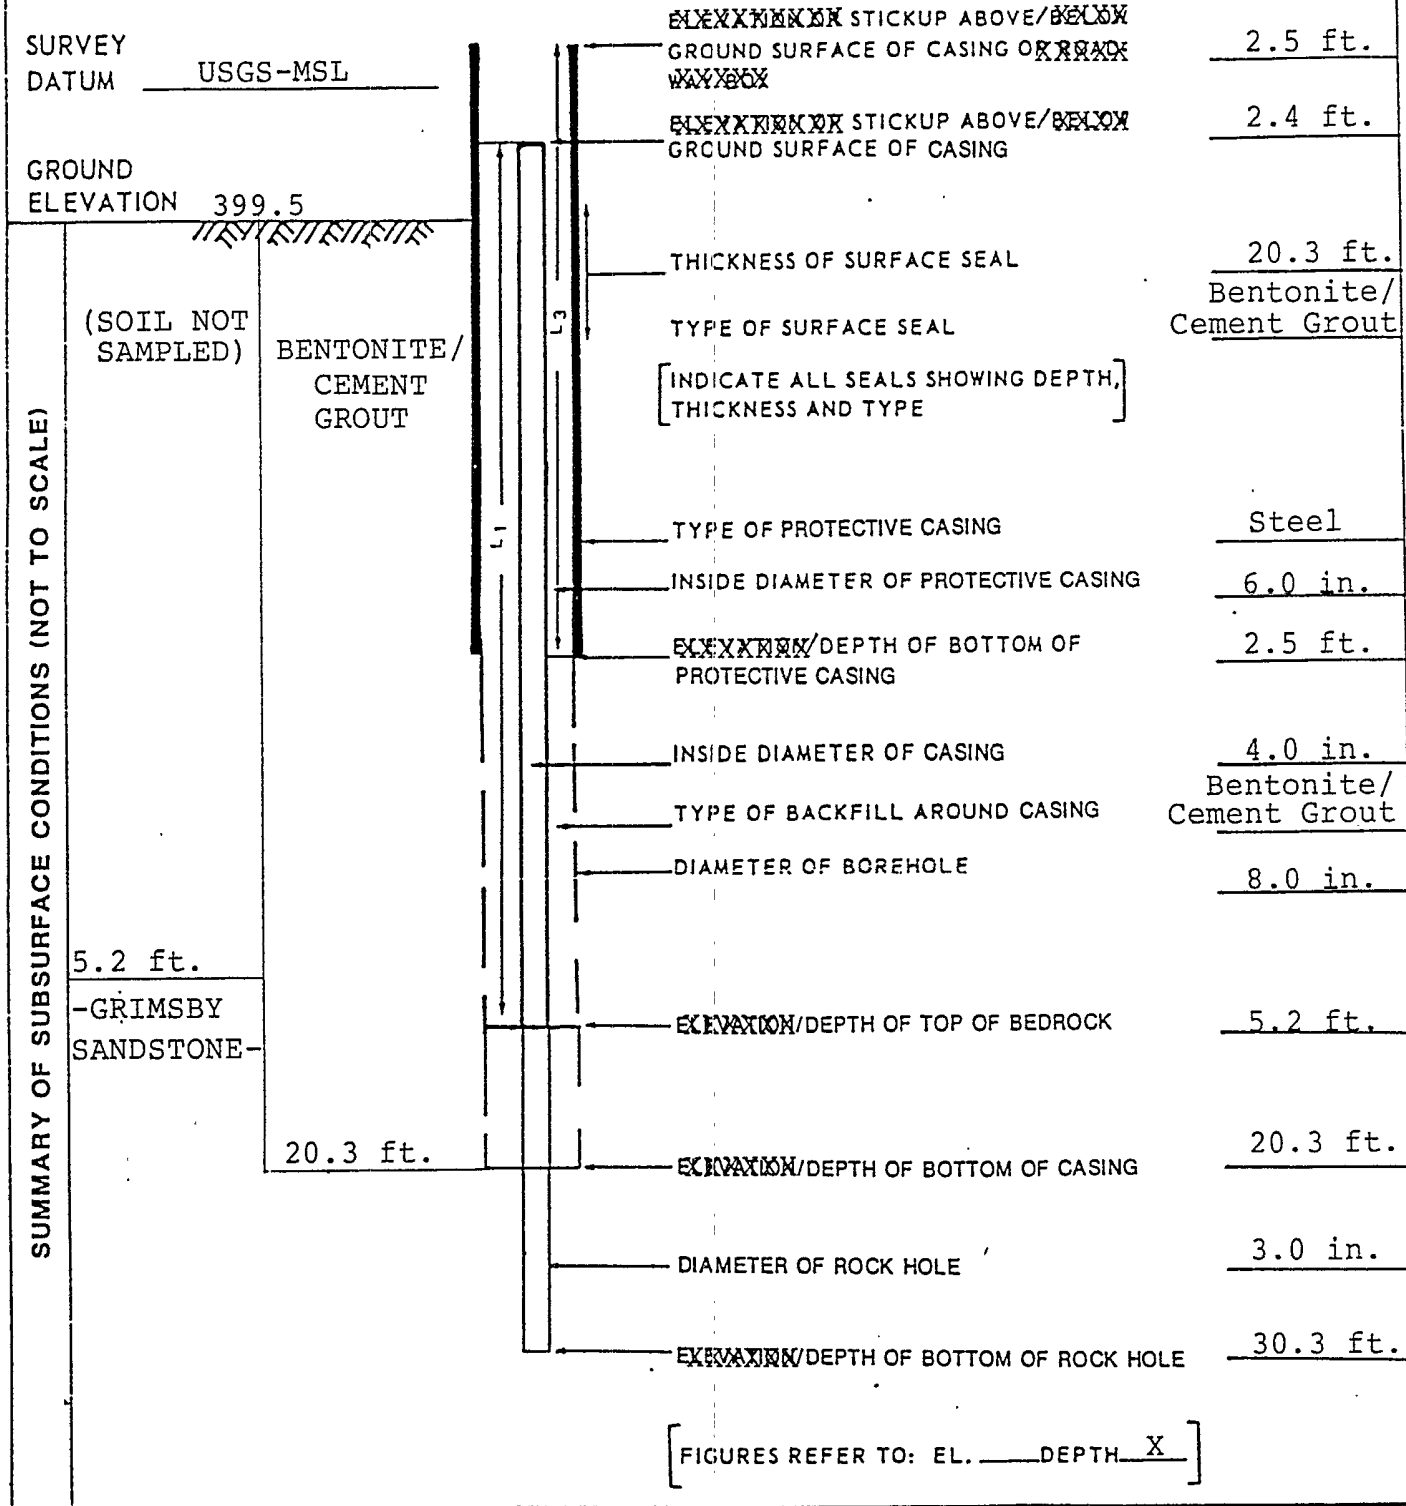 STICKUP ABOVE/
GROUND SURFACE OF CASING OR
2.5 ft.
SURVEY
DATUM USGS-MSL
STICKUP ABOVE/
GROUND SURFACE OF CASING
2.4 ft.
GROUND
ELEVATION 399.5
THICKNESS OF SURFACE SEAL 20.3 ft.
(SOIL NOT
SAMPLED)
BENTONITE/
CEMENT
GROUT
L3
TYPE OF SURFACE SEAL
Bentonite/
Cement Grout
[INDICATE ALL SEALS SHOWING DEPTH,
THICKNESS AND TYPE]
SUMMARY OF SUBSURFACE CONDITIONS (NOT TO SCALE)
L1
TYPE OF PROTECTIVE CASING Steel
INSIDE DIAMETER OF PROTECTIVE CASING 6.0 in.
/DEPTH OF BOTTOM OF
PROTECTIVE CASING
2.5 ft.
INSIDE DIAMETER OF CASING 4.0 in.
TYPE OF BACKFILL AROUND CASING
Bentonite/
Cement Grout
DIAMETER OF BOREHOLE 8.0 in.
5.2 ft.
-GRIMSBY
SANDSTONE-
/DEPTH OF TOP OF BEDROCK 5.2 ft.
20.3 ft.
/DEPTH OF BOTTOM OF CASING 20.3 ft.
DIAMETER OF ROCK HOLE 3.0 in.
/DEPTH OF BOTTOM OF ROCK HOLE 30.3 ft.
[FIGURES REFER TO: EL. ____DEPTH X]